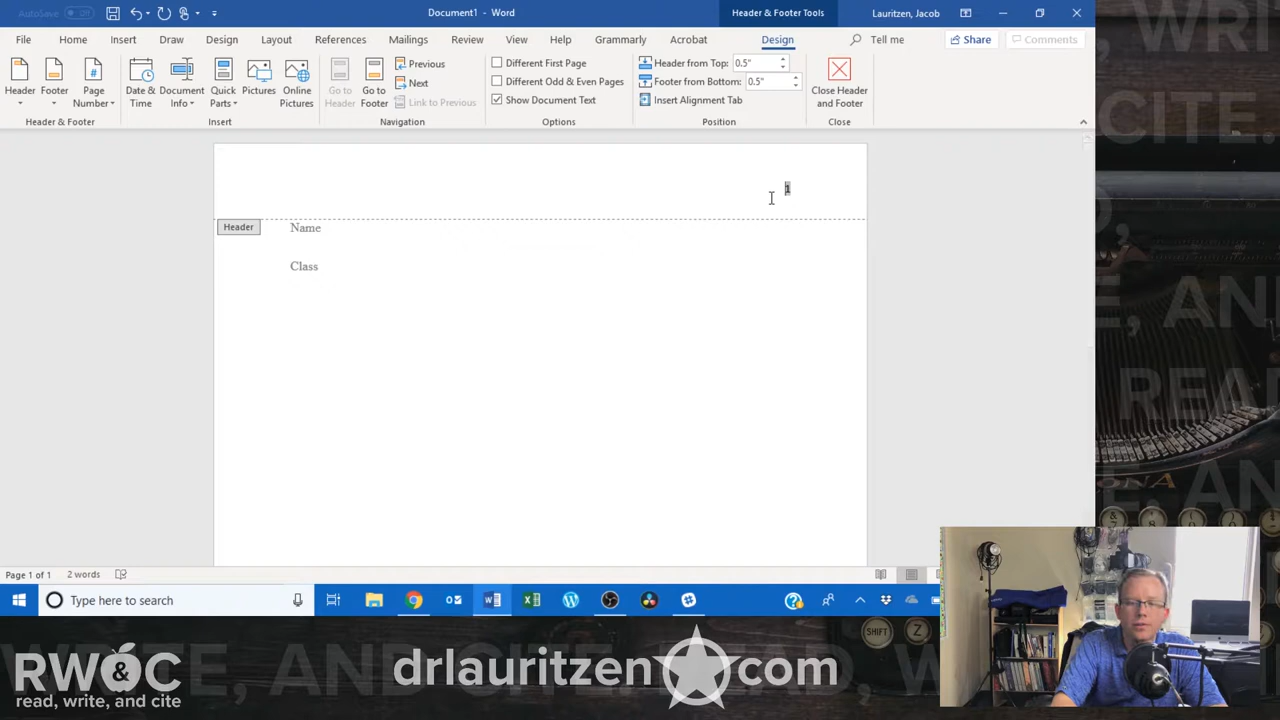 AutoSave Off Document1 - Word Header & Footer Tools Lauritzen, Jacob
File Home Insert Draw Design Layout References Mailings Review View Help Grammarly Acrobat Design Tell me Share Comments
Header Footer Page Number Date & Time Document Info Quick Parts Pictures Online Pictures Go to Header Go to Footer
Previous
Next
Link to Previous
Different First Page
Different Odd & Even Pages
Show Document Text
Header from Top: 0.5"
Footer from Bottom: 0.5"
Insert Alignment Tab
Close Header and Footer
Header & Footer Insert Navigation Options Position Close
1
Header
Name
Class
Page 1 of 1 2 words
Type here to search
SHIFT Z
RW&C
read, write, and cite
drlauritzen com